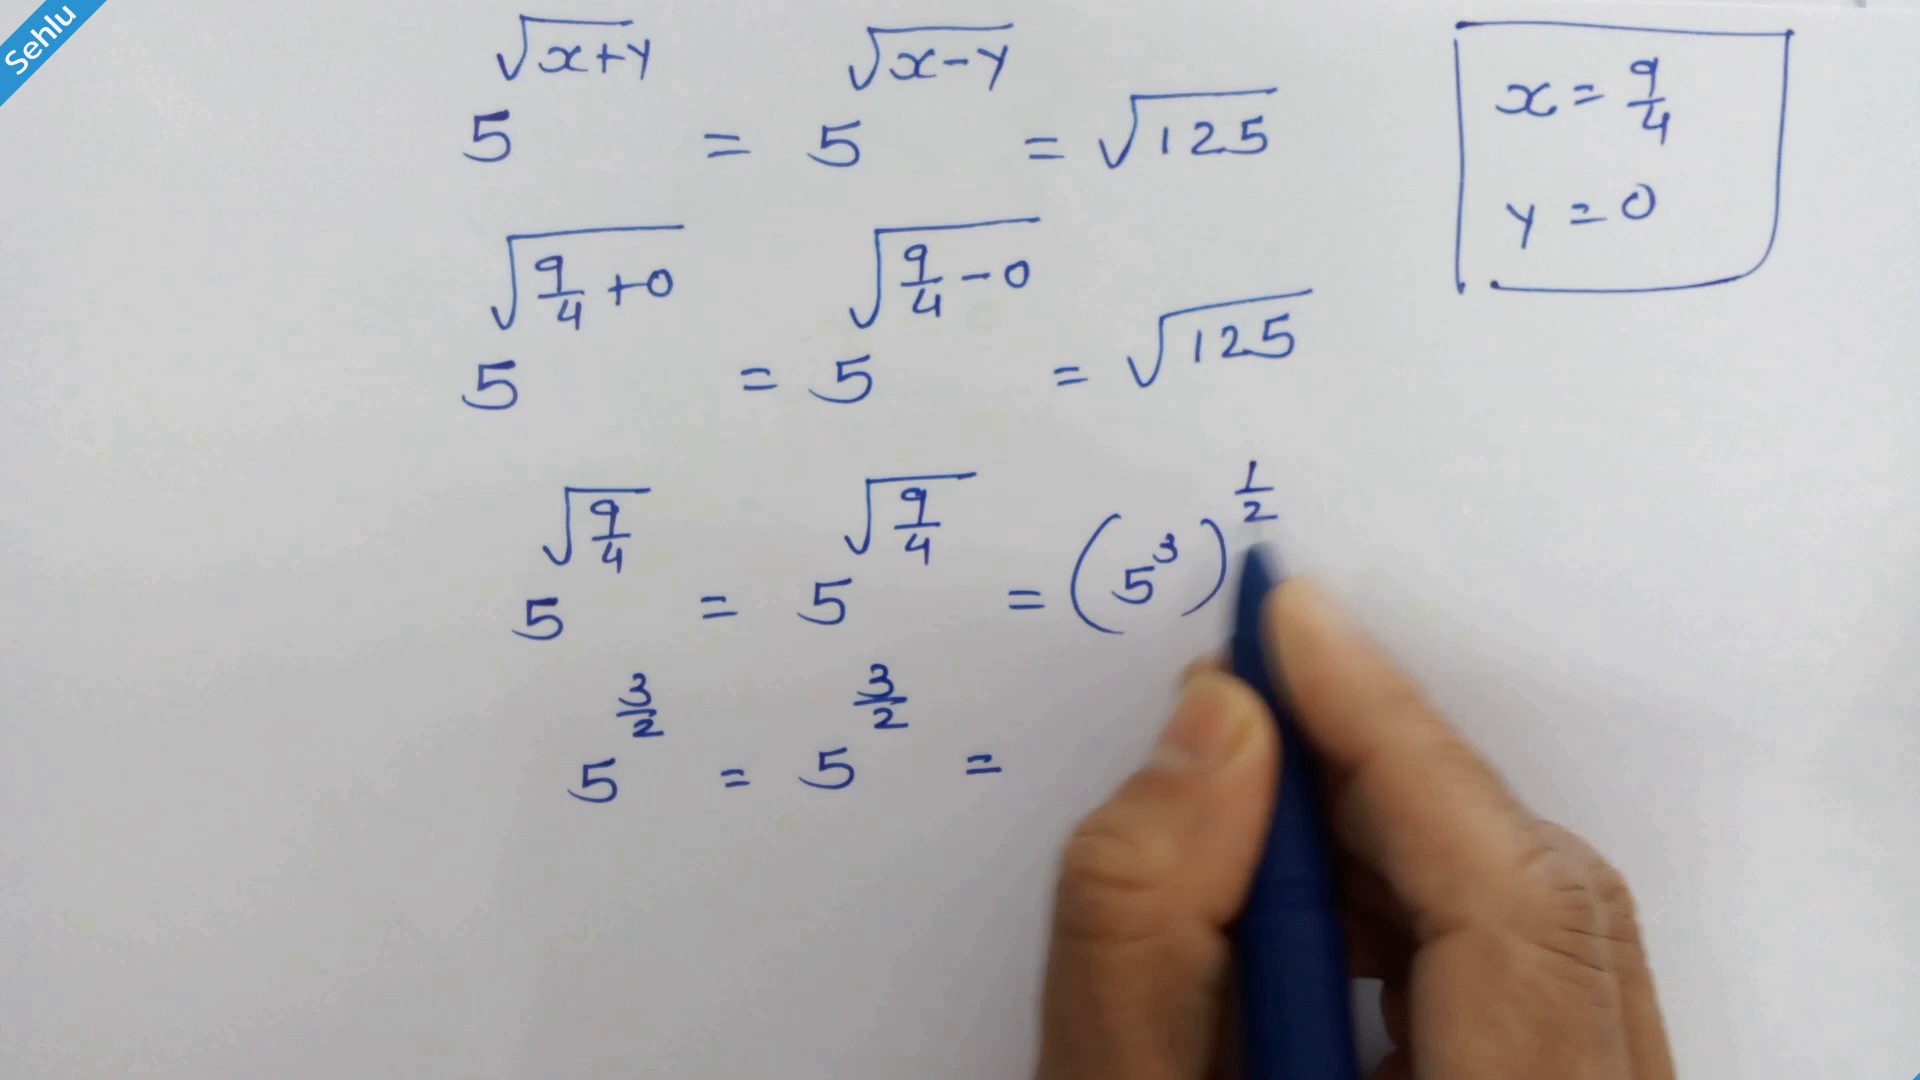 Sehlu
5^√(x+y) = 5^√(x-y) = √125
x = 9/4
y = 0
5^√(9/4+0) = 5^√(9/4-0) = √125
5^√(9/4) = 5^√(9/4) = (5^3)^1/2
5^3/2 = 5^3/2 =